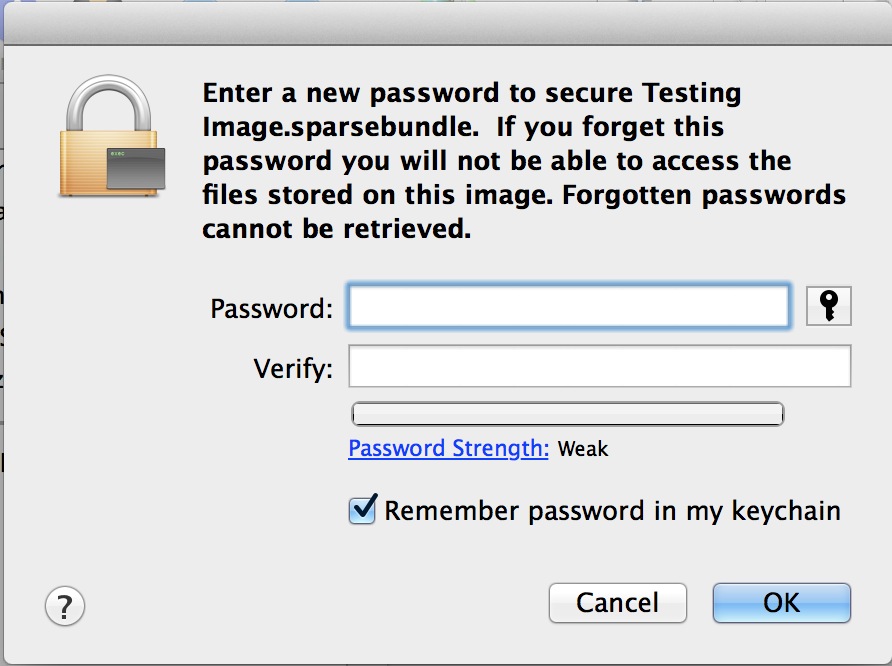 Enter a new password to secure Testing
Image.sparsebundle.  If you forget this
password you will not be able to access the
files stored on this image. Forgotten passwords
cannot be retrieved.
Password:
Verify:
Password Strength: Weak
Remember password in my keychain
?
Cancel
OK